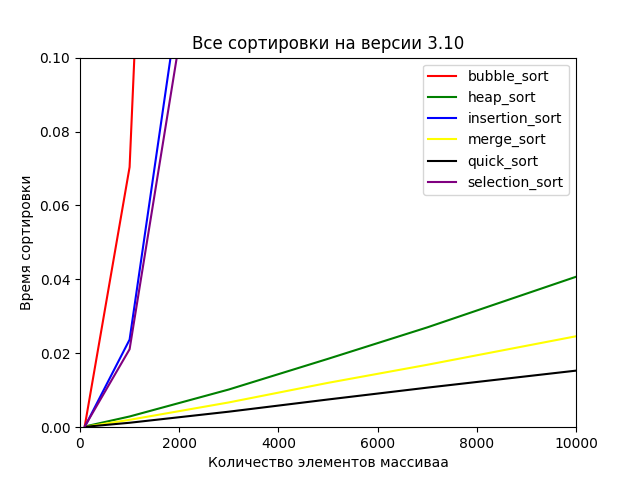 Все сортировки на версии 3.10
0.10
0.08
0.06
0.04
0.02
0.00
Время сортировки
bubble_sort
heap_sort
insertion_sort
merge_sort
quick_sort
selection_sort
0 2000 4000 6000 8000 10000
Количество элементов массиваа